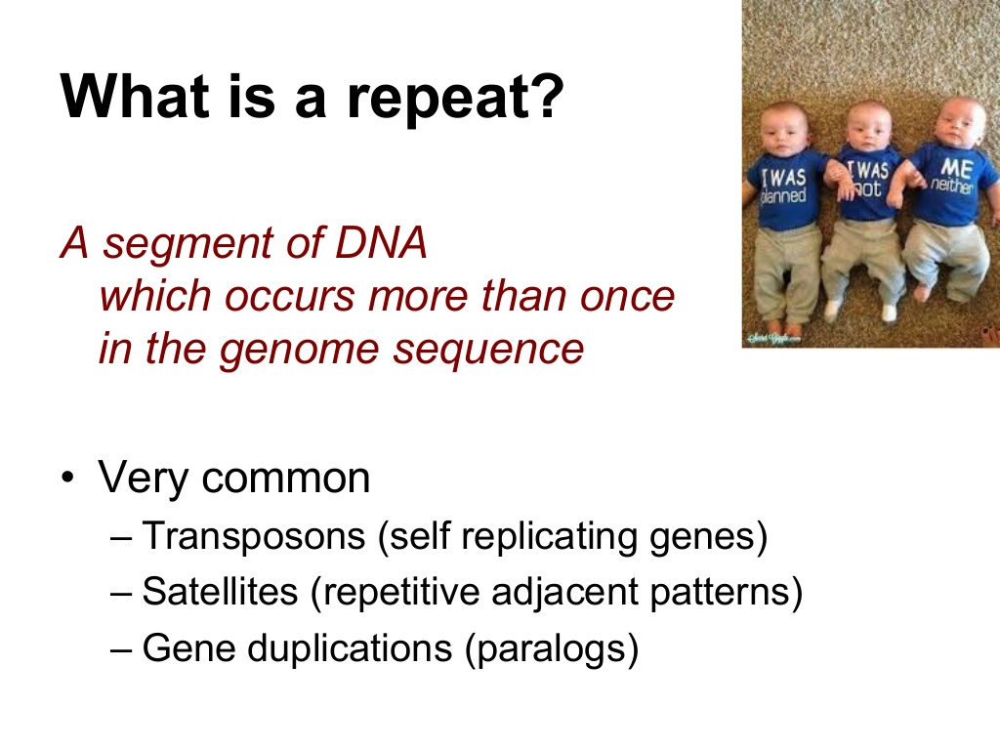 What is a repeat?
I WAS
planned
I WAS
not
ME
neither
A segment of DNA
which occurs more than once
in the genome sequence
• Very common
– Transposons (self replicating genes)
– Satellites (repetitive adjacent patterns)
– Gene duplications (paralogs)